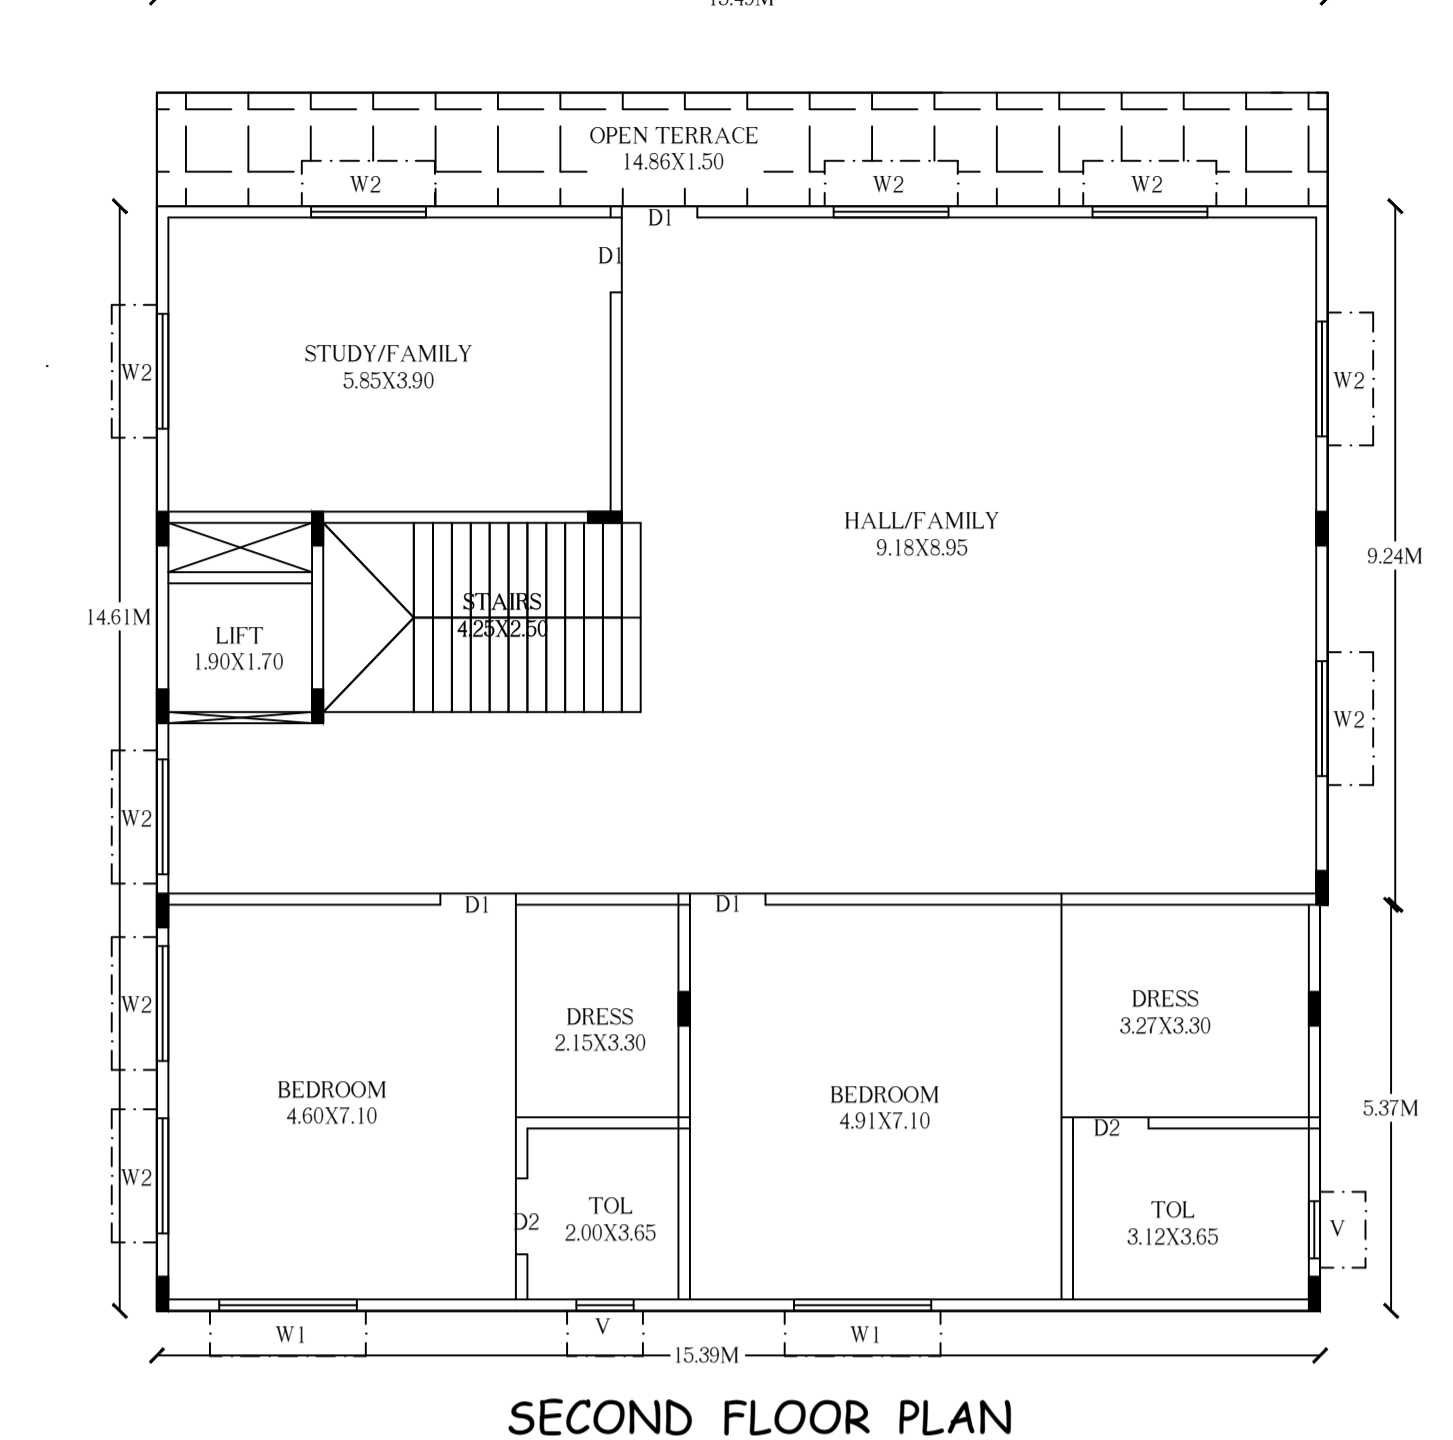 OPEN TERRACE
14.86X1.50
W2
W2
W2
D1
D1
STUDY/FAMILY
5.85X3.90
W2
W2
HALL/FAMILY
9.18X8.95
9.24M
STAIRS
4.25X2.50
14.61M
LIFT
1.90X1.70
W2
W2
D1
D1
DRESS
2.15X3.30
DRESS
3.27X3.30
W2
BEDROOM
4.60X7.10
BEDROOM
4.91X7.10
5.37M
D2
W2
TOL
2.00X3.65
D2
TOL
3.12X3.65
V
W1
V
W1
15.39M
SECOND FLOOR PLAN